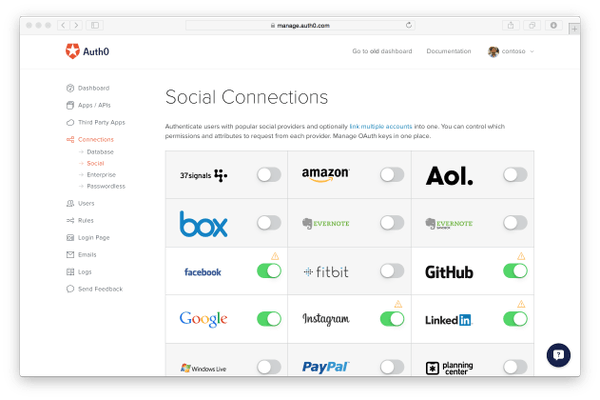 manage.auth0.com
Auth0
Go to old dashboard
Documentation
contoso
Dashboard
Apps / APIs
Third Party Apps
Connections
Database
Social
Enterprise
Passwordless
Users
Rules
Login Page
Emails
Logs
Send Feedback
Social Connections
Authenticate users with popular social providers and optionally link multiple accounts into one. You can control which
permissions and attributes to request from each provider. Manage OAuth keys in one place.
37signals
amazon
Aol.
box
EVERNOTE
EVERNOTE
facebook
fitbit
GitHub
Google
Instagram
LinkedIn
Windows Live
PayPal
planning
center